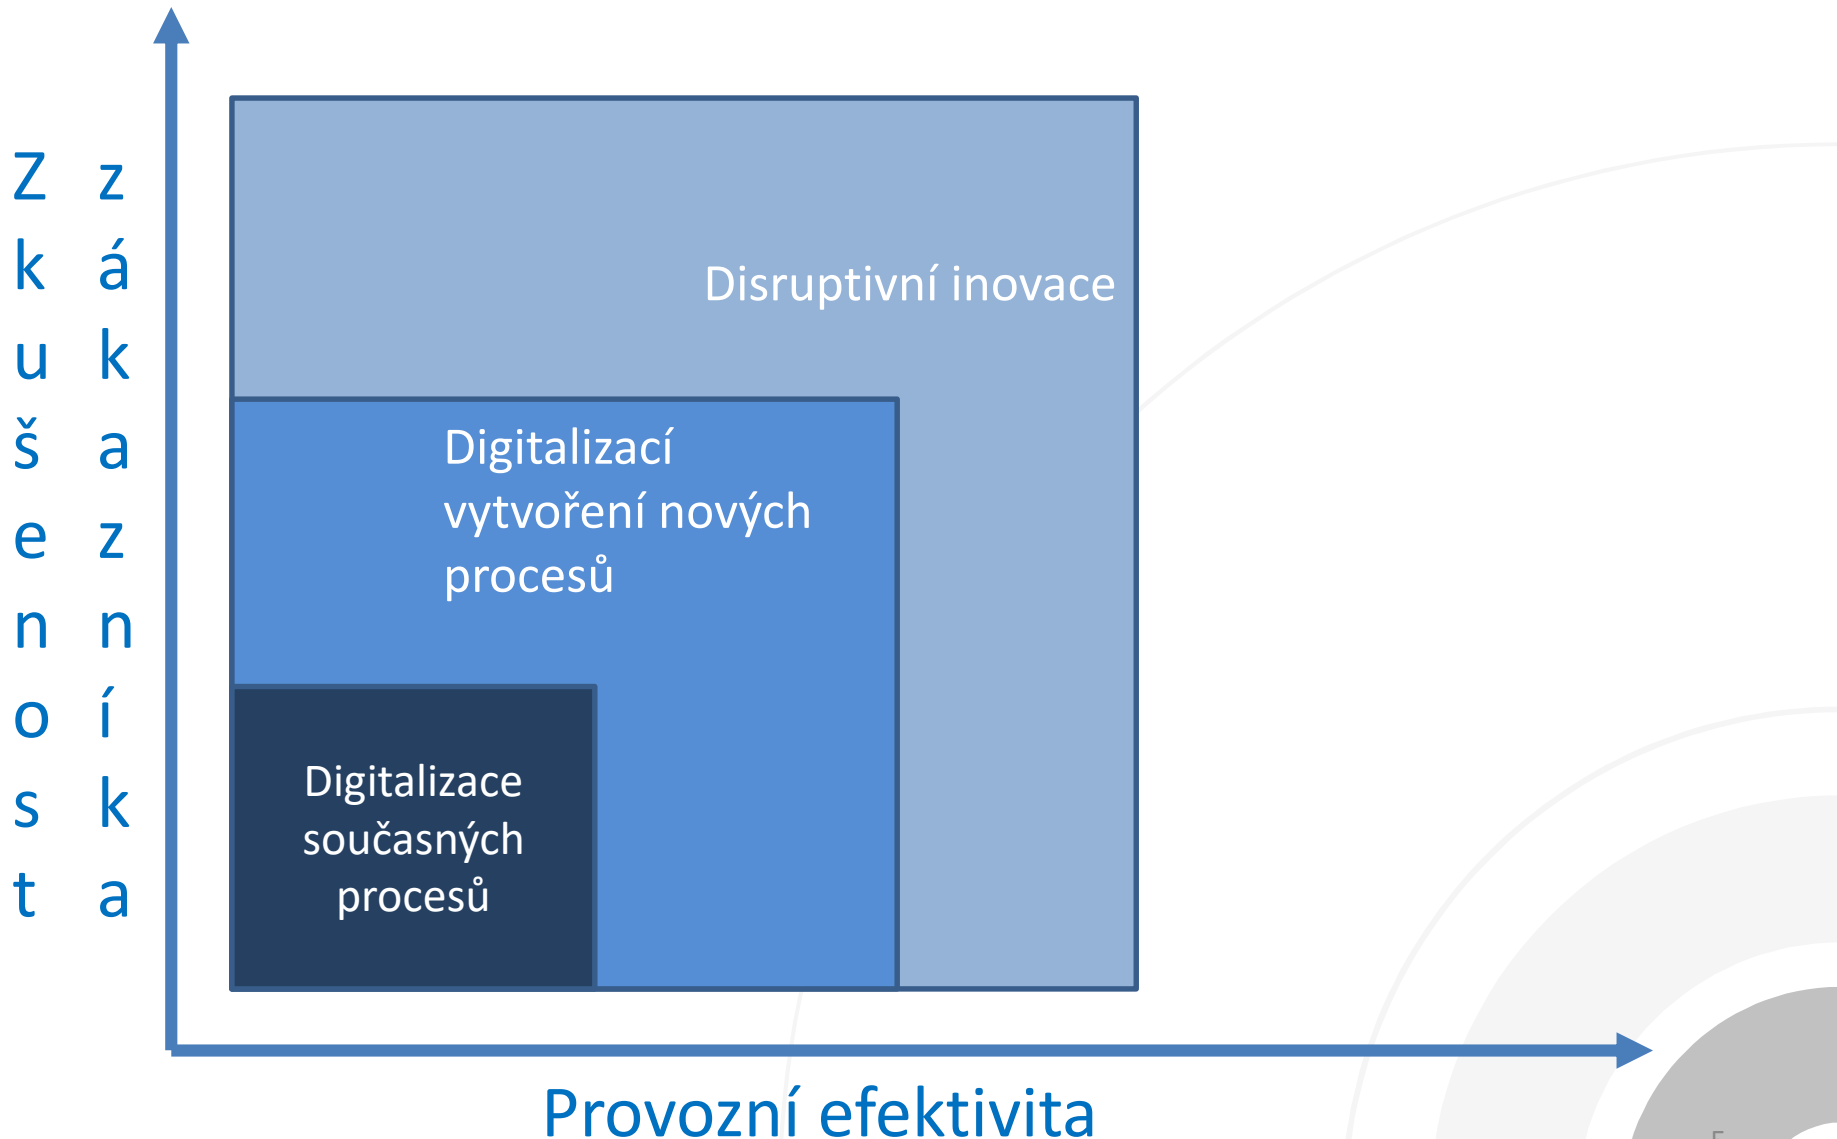 Zkušenost
zákazníka
Disruptivní inovace
Digitalizací
vytvoření nových
procesů
Digitalizace
současných
procesů
Provozní efektivita